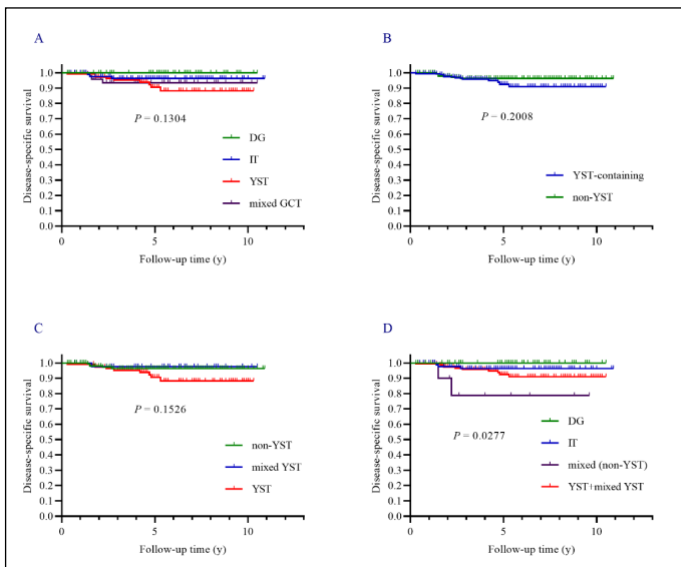 A
Disease-specific survival
1.0
0.9
0.8
0.7
0.6
0.5
0.4
0.3
0.2
0.1
0.0
P = 0.1304
DG
IT
YST
mixed GCT
0 5 10
Follow-up time (y)
B
Disease-specific survival
1.0
0.9
0.8
0.7
0.6
0.5
0.4
0.3
0.2
0.1
0.0
P = 0.2008
YST-containing
non-YST
0 5 10
Follow-up time (y)
C
Disease-specific survival
1.0
0.9
0.8
0.7
0.6
0.5
0.4
0.3
0.2
0.1
0.0
P = 0.1526
non-YST
mixed YST
YST
0 5 10
Follow-up time (y)
D
Disease-specific survival
1.0
0.9
0.8
0.7
0.6
0.5
0.4
0.3
0.2
0.1
0.0
P = 0.0277
DG
IT
mixed (non-YST)
YST+mixed YST
0 5 10
Follow-up time (y)